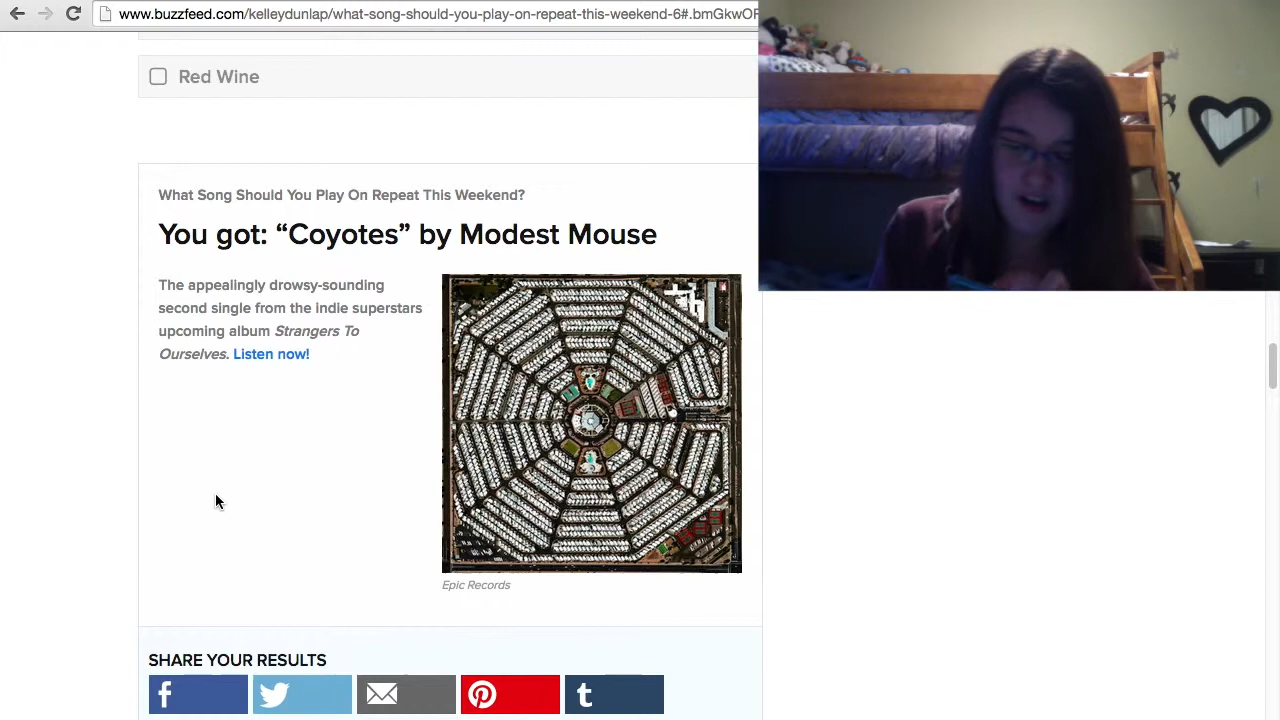 www.buzzfeed.com/kelleydunlap/what-song-should-you-play-on-repeat-this-weekend-6#.bmGkwOF
Red Wine
What Song Should You Play On Repeat This Weekend?
You got: “Coyotes” by Modest Mouse
The appealingly drowsy-sounding
second single from the indie superstars
upcoming album Strangers To
Ourselves. Listen now!
Epic Records
SHARE YOUR RESULTS